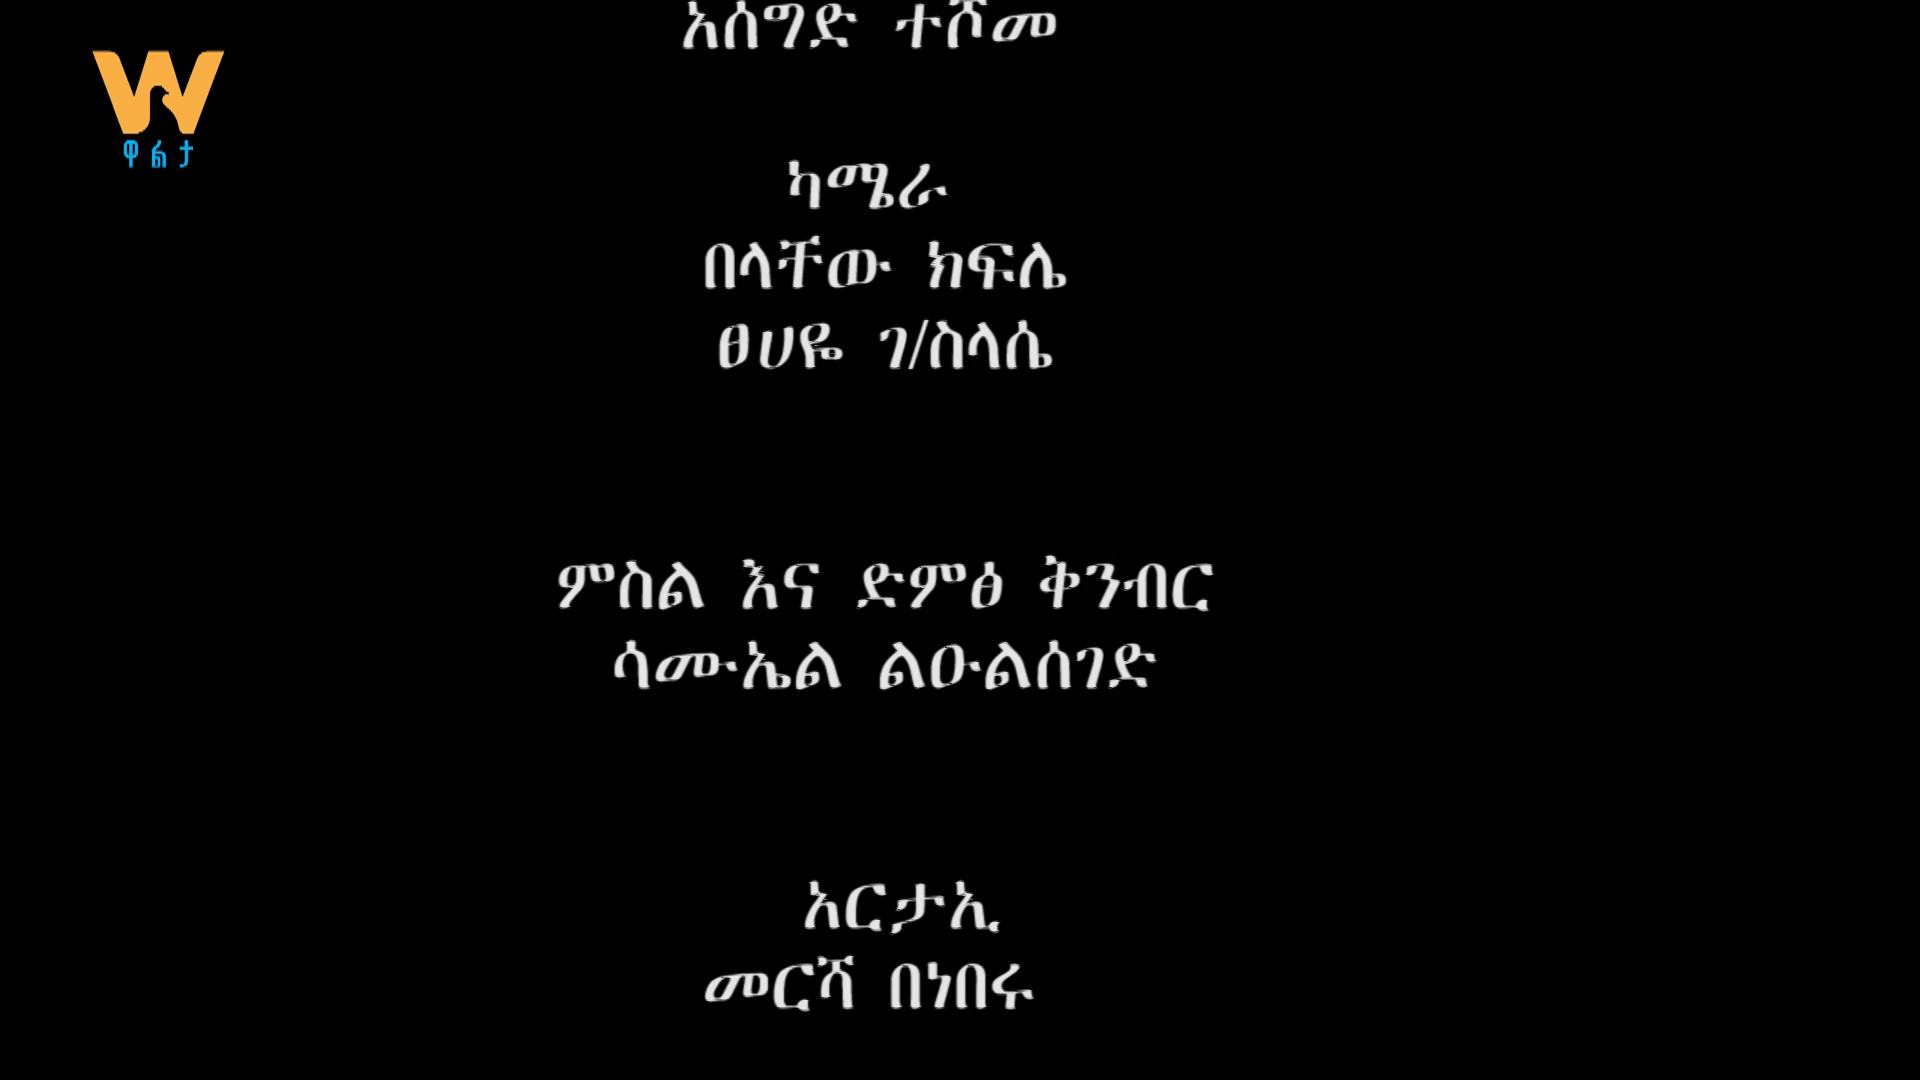 አሰግድ ተሾመ
ዋልታ
ካሜራ
በላቸው ክፍሌ
ፀሀዬ ገ/ስላሴ
ምስል እና ድምፅ ቅንብር
ሳሙኤል ልዑልሰገድ
አርታኢ
መርሻ በነበሩ